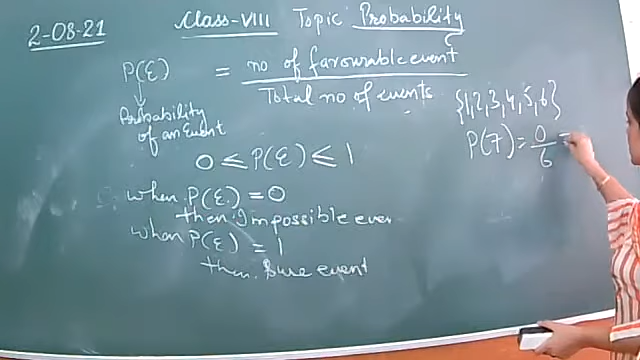 2-08-21 Class-VIII Topic Probability
P(E) = no of favourable event
Total no of events
↓
Probability
of an Event
0 ≤ P(E) ≤ 1
when P(E) = 0
then Impossible even
when P(E) = 1
then Sure event
{1,2,3,4,5,6}
P(7) = 0/6 =